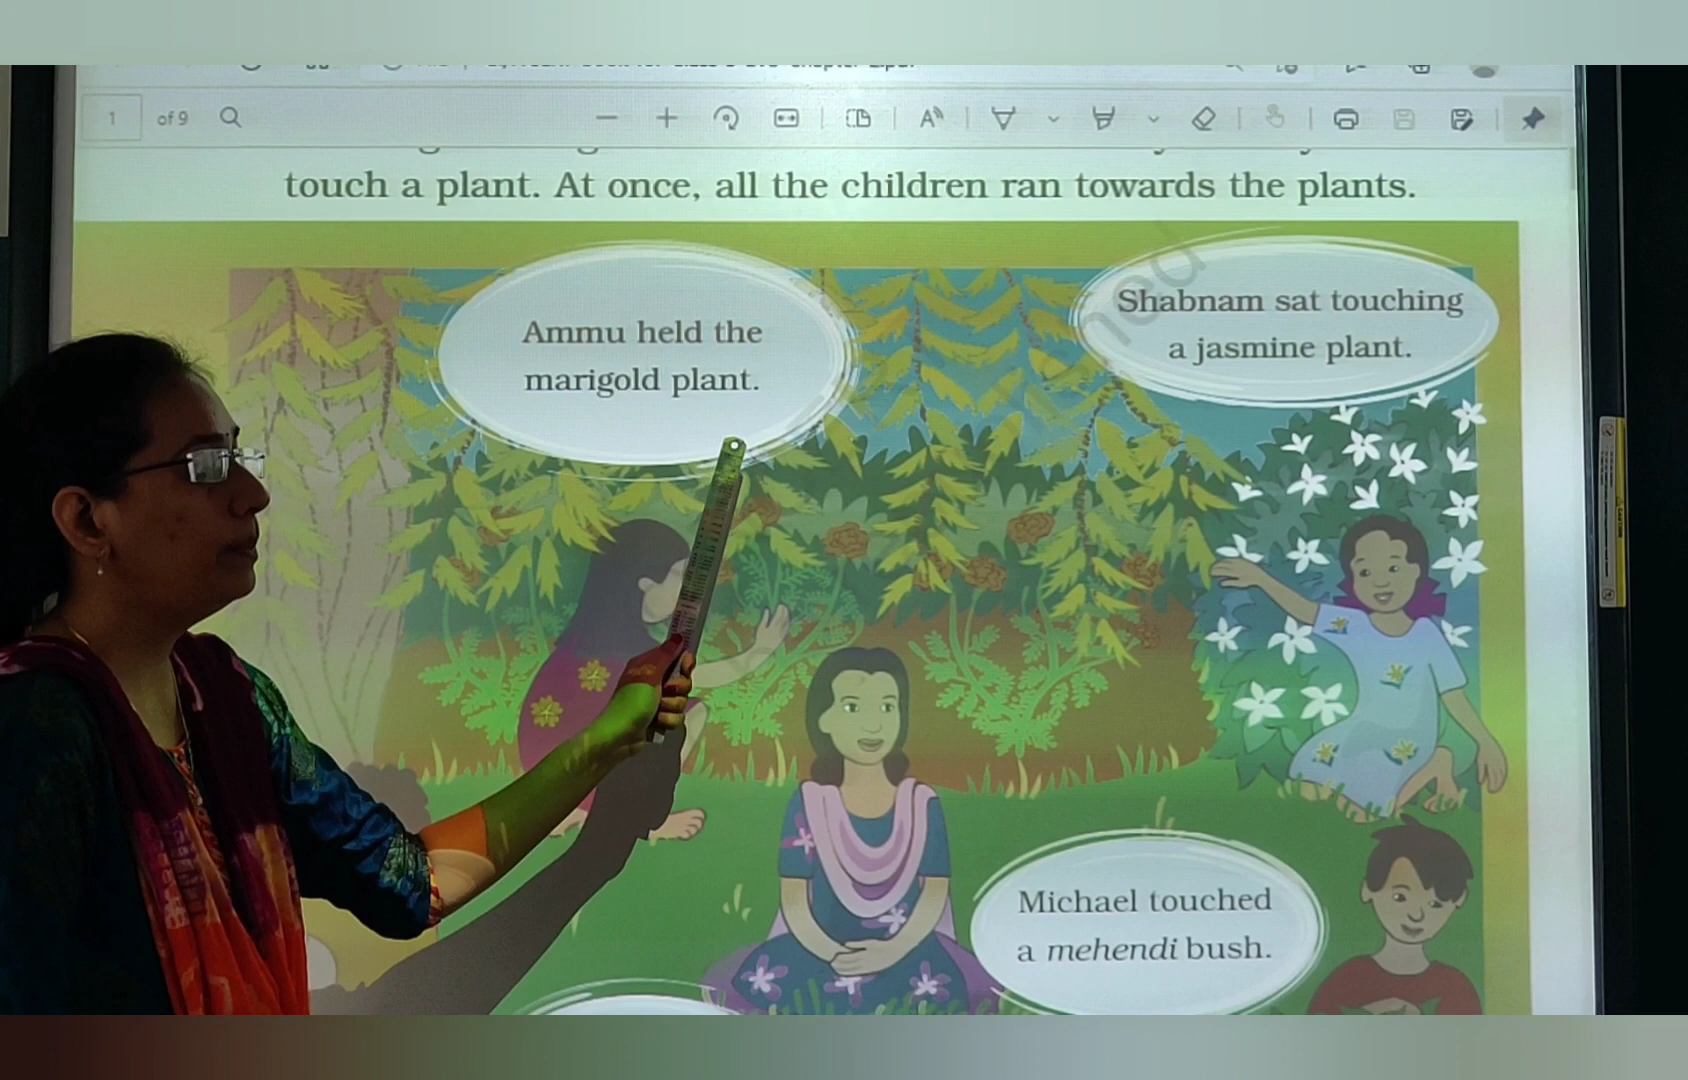 1 of 9
touch a plant. At once, all the children ran towards the plants.
Ammu held the
marigold plant.
Shabnam sat touching
a jasmine plant.
Michael touched
a mehendi bush.